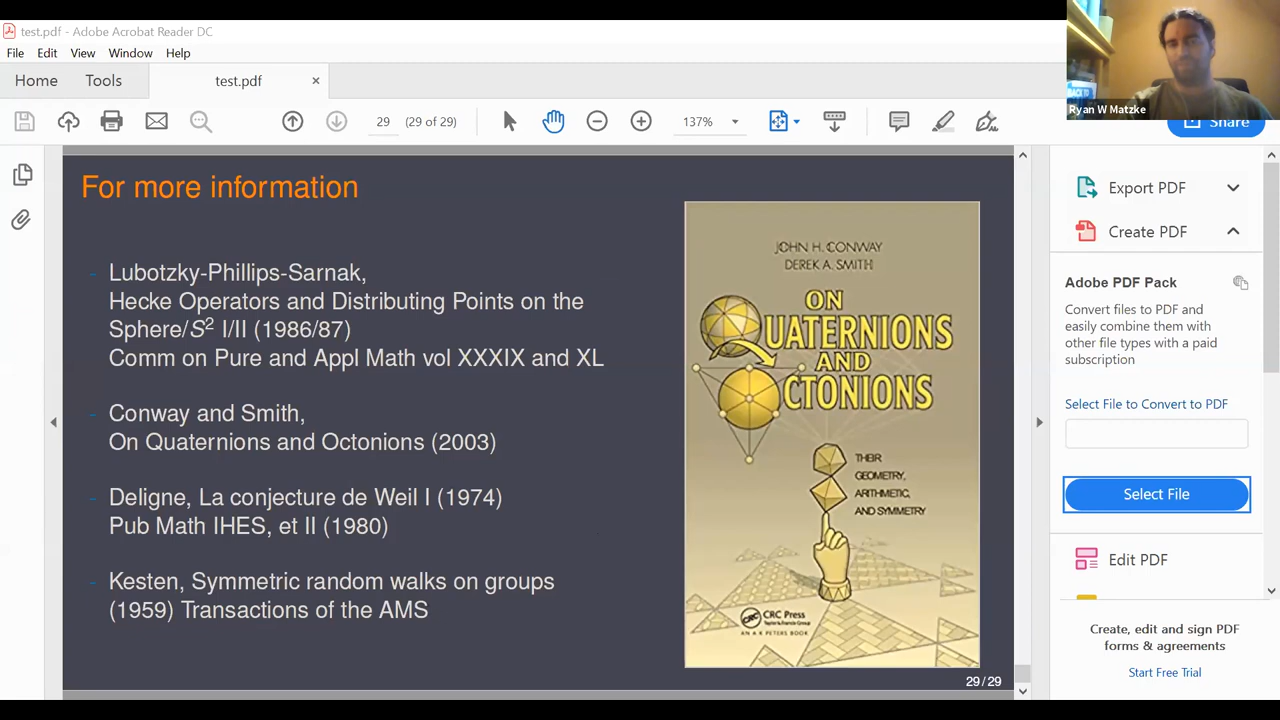 test.pdf - Adobe Acrobat Reader DC
File Edit View Window Help
Home Tools test.pdf ×
29 (29 of 29) 137%
Ryan W Matzke
Share
For more information
- Lubotzky-Phillips-Sarnak,
Hecke Operators and Distributing Points on the
Sphere/S² I/II (1986/87)
Comm on Pure and Appl Math vol XXXIX and XL
- Conway and Smith,
On Quaternions and Octonions (2003)
- Deligne, La conjecture de Weil I (1974)
Pub Math IHES, et II (1980)
- Kesten, Symmetric random walks on groups
(1959) Transactions of the AMS
JOHN H. CONWAY
DEREK A. SMITH
ON
QUATERNIONS
AND
OCTONIONS
THEIR
GEOMETRY,
ARITHMETIC,
AND SYMMETRY
CRC Press
Taylor & Francis Group
AN A K PETERS BOOK
29/29
Export PDF
Create PDF
Adobe PDF Pack
Convert files to PDF and
easily combine them with
other file types with a paid
subscription
Select File to Convert to PDF
Select File
Edit PDF
Create, edit and sign PDF
forms & agreements
Start Free Trial